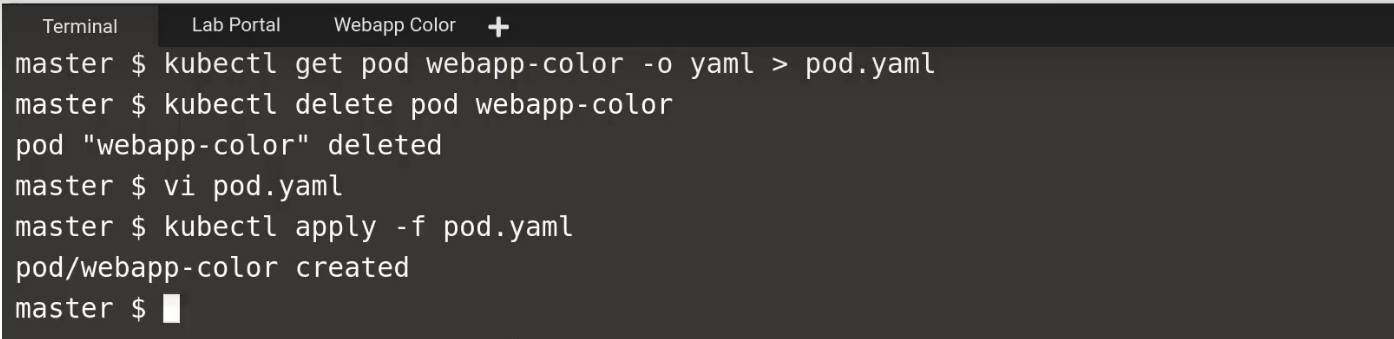 Terminal Lab Portal Webapp Color +
master $ kubectl get pod webapp-color -o yaml > pod.yaml
master $ kubectl delete pod webapp-color
pod "webapp-color" deleted
master $ vi pod.yaml
master $ kubectl apply -f pod.yaml
pod/webapp-color created
master $